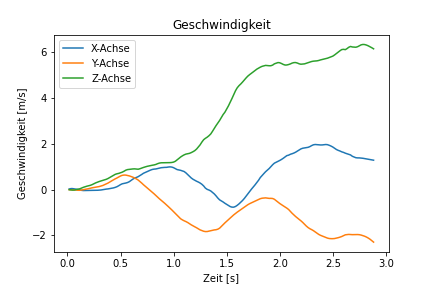 Geschwindigkeit
X-Achse
Y-Achse
Z-Achse
Geschwindigkeit [m/s]
6
4
2
0
−2
0.0 0.5 1.0 1.5 2.0 2.5 3.0
Zeit [s]